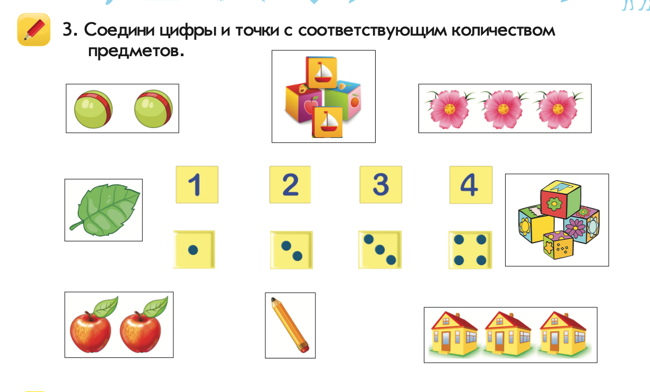 3. Соедини цифры и точки с соответствующим количеством
предметов.
1 2 3 4